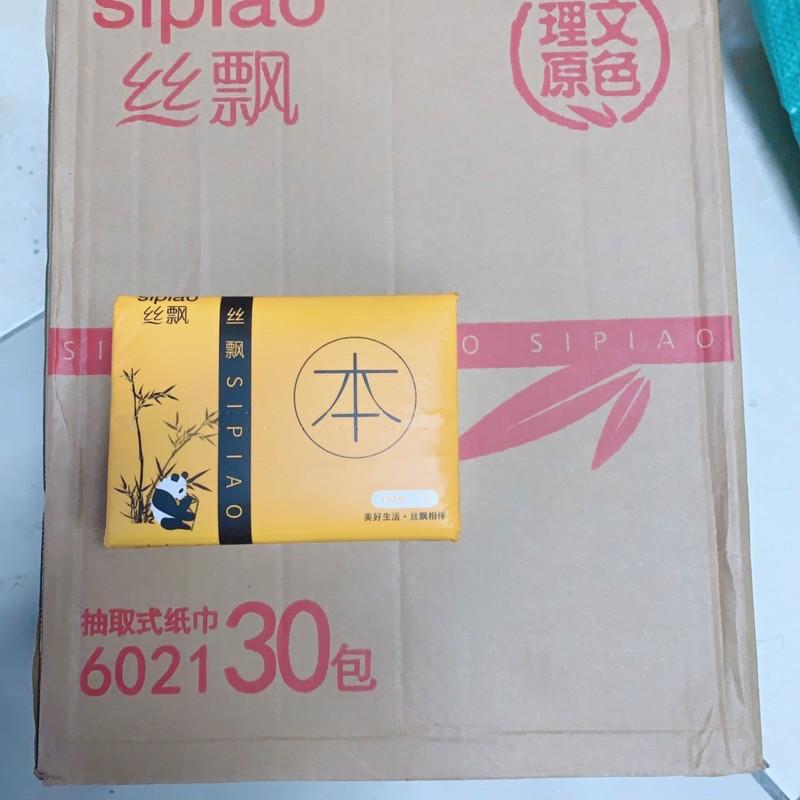 sipiao
丝飘
理文
原色
SI
O SIPIAO
sipiao
丝飘
丝飘 SIPIAO
本
美好生活·丝飘相伴
抽取式纸巾
6021 30包